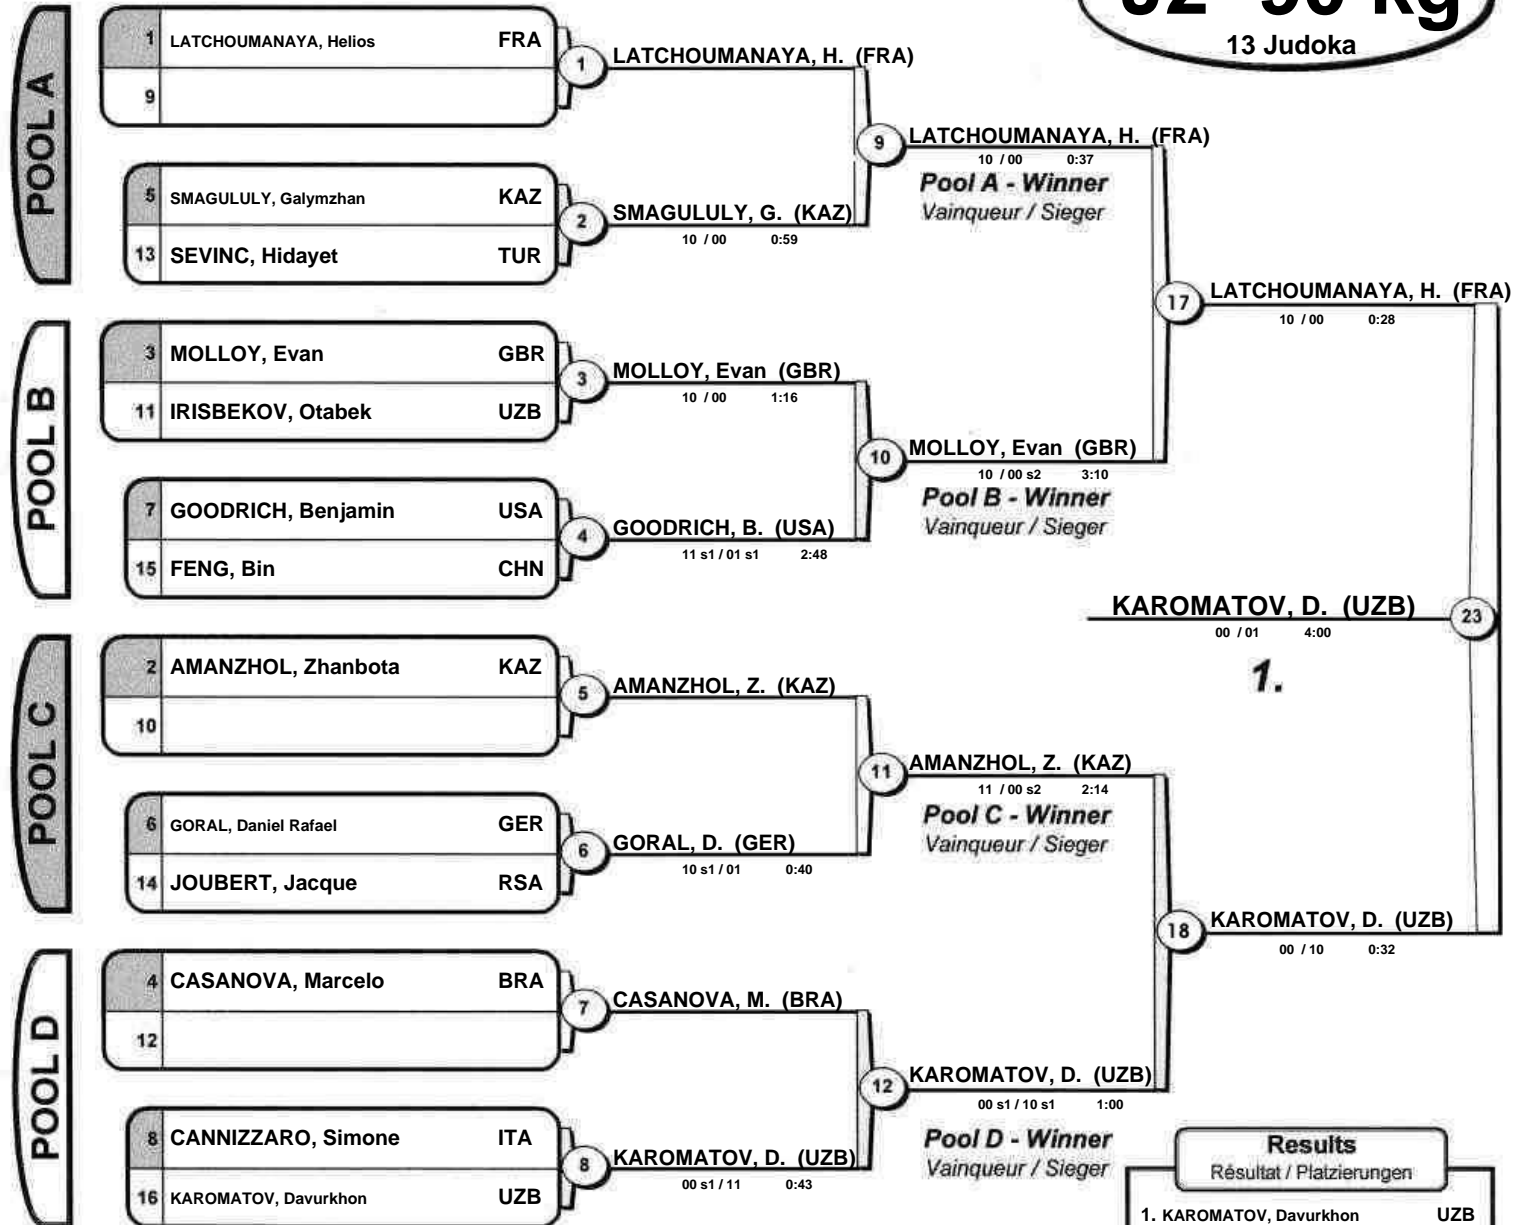 J2 -90 kg
13 Judoka
POOL A
1 LATCHOUMANAYA, Helios FRA
9
1 LATCHOUMANAYA, H. (FRA)
5 SMAGULULY, Galymzhan KAZ
13 SEVINC, Hidayet TUR
2 SMAGULULY, G. (KAZ)
10 / 00 0:59
9 LATCHOUMANAYA, H. (FRA)
10 / 00 0:37
Pool A - Winner
Vainqueur / Sieger
17 LATCHOUMANAYA, H. (FRA)
10 / 00 0:28
POOL B
3 MOLLOY, Evan GBR
11 IRISBEKOV, Otabek UZB
3 MOLLOY, Evan (GBR)
10 / 00 1:16
7 GOODRICH, Benjamin USA
15 FENG, Bin CHN
4 GOODRICH, B. (USA)
11 s1 / 01 s1 2:48
10 MOLLOY, Evan (GBR)
10 / 00 s2 3:10
Pool B - Winner
Vainqueur / Sieger
KAROMATOV, D. (UZB) 23
00 / 01 4:00
1.
POOL C
2 AMANZHOL, Zhanbota KAZ
10
5 AMANZHOL, Z. (KAZ)
6 GORAL, Daniel Rafael GER
14 JOUBERT, Jacque RSA
6 GORAL, D. (GER)
10 s1 / 01 0:40
11 AMANZHOL, Z. (KAZ)
11 / 00 s2 2:14
Pool C - Winner
Vainqueur / Sieger
18 KAROMATOV, D. (UZB)
00 / 10 0:32
POOL D
4 CASANOVA, Marcelo BRA
12
7 CASANOVA, M. (BRA)
8 CANNIZZARO, Simone ITA
16 KAROMATOV, Davurkhon UZB
8 KAROMATOV, D. (UZB)
00 s1 / 11 0:43
12 KAROMATOV, D. (UZB)
00 s1 / 10 s1 1:00
Pool D - Winner
Vainqueur / Sieger
Results
Résultat / Platzierungen
1. KAROMATOV, Davurkhon UZB